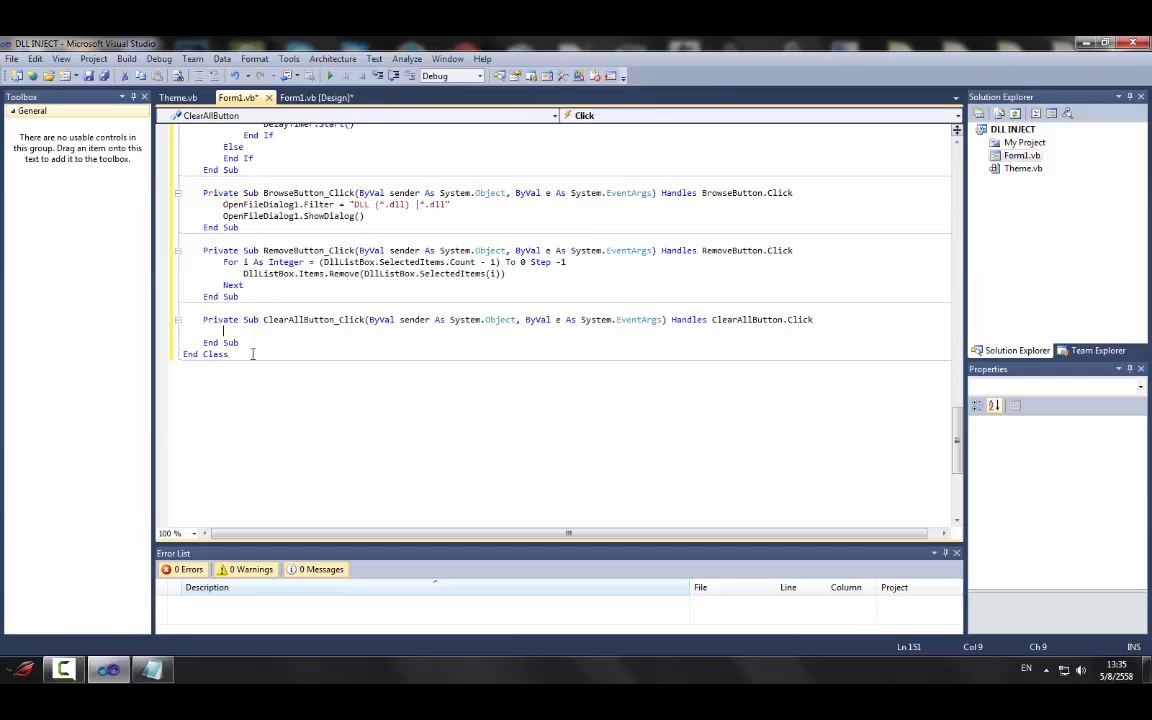 DLL INJECT - Microsoft Visual Studio
File Edit View Project Build Debug Team Data Format Tools Architecture Test Analyze Window Help
Debug
Toolbox
General
There are no usable controls in
this group. Drag an item onto this
text to add it to the toolbox.
Theme.vb Form1.vb* Form1.vb [Design]*
ClearAllButton Click
DelayTimer.Start()
End If
Else
End If
End Sub
Private Sub BrowseButton_Click(ByVal sender As System.Object, ByVal e As System.EventArgs) Handles BrowseButton.Click
OpenFileDialog1.Filter = "DLL (*.dll) |*.dll"
OpenFileDialog1.ShowDialog()
End Sub
Private Sub RemoveButton_Click(ByVal sender As System.Object, ByVal e As System.EventArgs) Handles RemoveButton.Click
For i As Integer = (DllListBox.SelectedItems.Count - 1) To 0 Step -1
DllListBox.Items.Remove(DllListBox.SelectedItems(i))
Next
End Sub
Private Sub ClearAllButton_Click(ByVal sender As System.Object, ByVal e As System.EventArgs) Handles ClearAllButton.Click
End Sub
End Class
100 %
Error List
0 Errors 0 Warnings 0 Messages
Description File Line Column Project
Solution Explorer
DLL INJECT
My Project
Form1.vb
Theme.vb
Solution Explorer Team Explorer
Properties
Ln 151 Col 9 Ch 9 INS
EN
13:35
5/8/2558